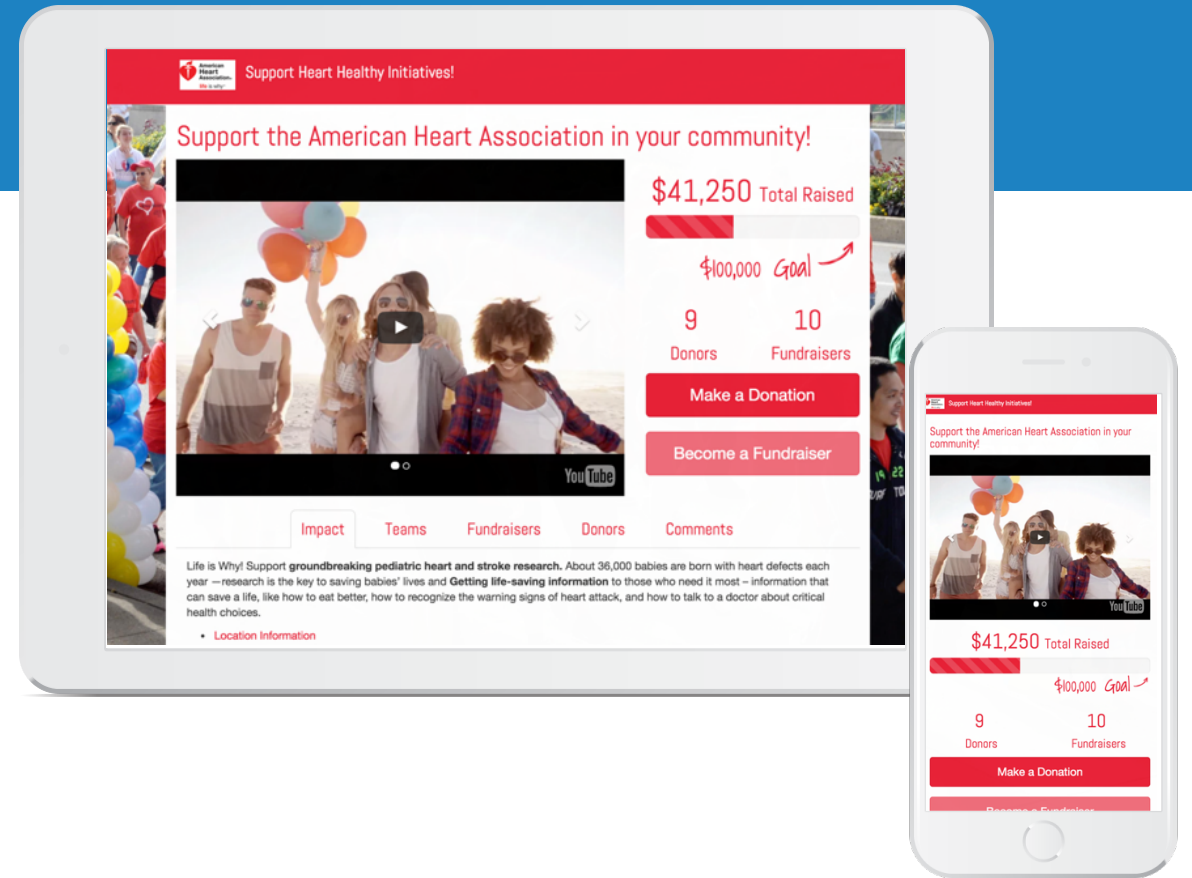 American
Heart
Association
life is why
Support Heart Healthy Initiatives!
Support the American Heart Association in your community!
$41,250 Total Raised
$100,000 Goal
9
10
Donors
Fundraisers
Make a Donation
Become a Fundraiser
YouTube
Impact
Teams
Fundraisers
Donors
Comments
Life is Why! Support groundbreaking pediatric heart and stroke research. About 36,000 babies are born with heart defects each
year —research is the key to saving babies' lives and Getting life-saving information to those who need it most – information that
can save a life, like how to eat better, how to recognize the warning signs of heart attack, and how to talk to a doctor about critical
health choices.
• Location Information
19 22
Support Heart Healthy Initiatives!
Support the American Heart Association in your
community!
YouTube
$41,250 Total Raised
$100,000 Goal
9
10
Donors
Fundraisers
Make a Donation
Become a Fundraiser